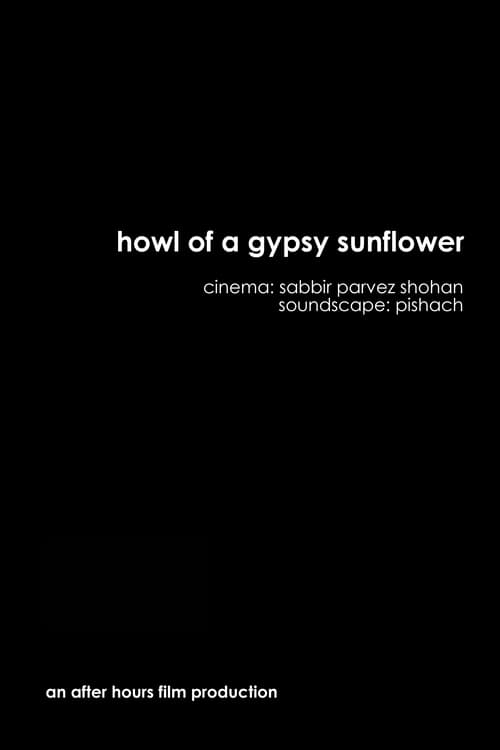 howl of a gypsy sunflower
cinema: sabbir parvez shohan
soundscape: pishach
an after hours film production